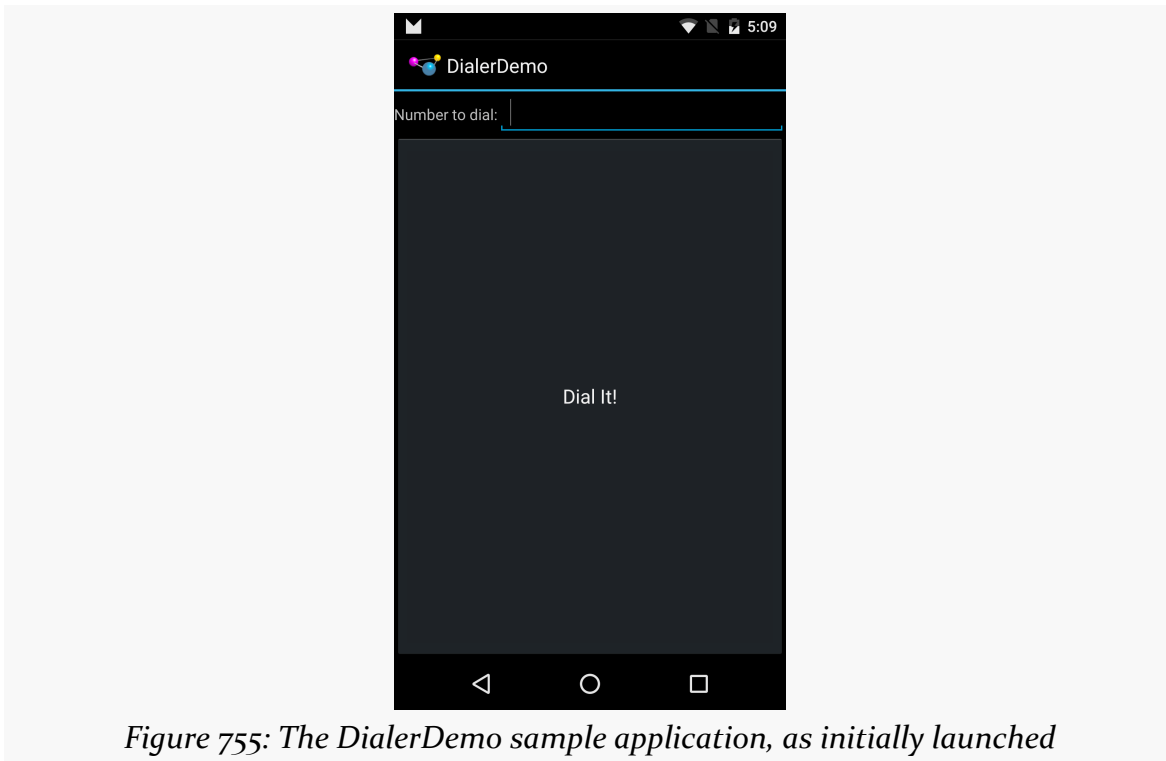 5:09
DialerDemo
Number to dial:
Dial It!
Figure 755: The DialerDemo sample application, as initially launched